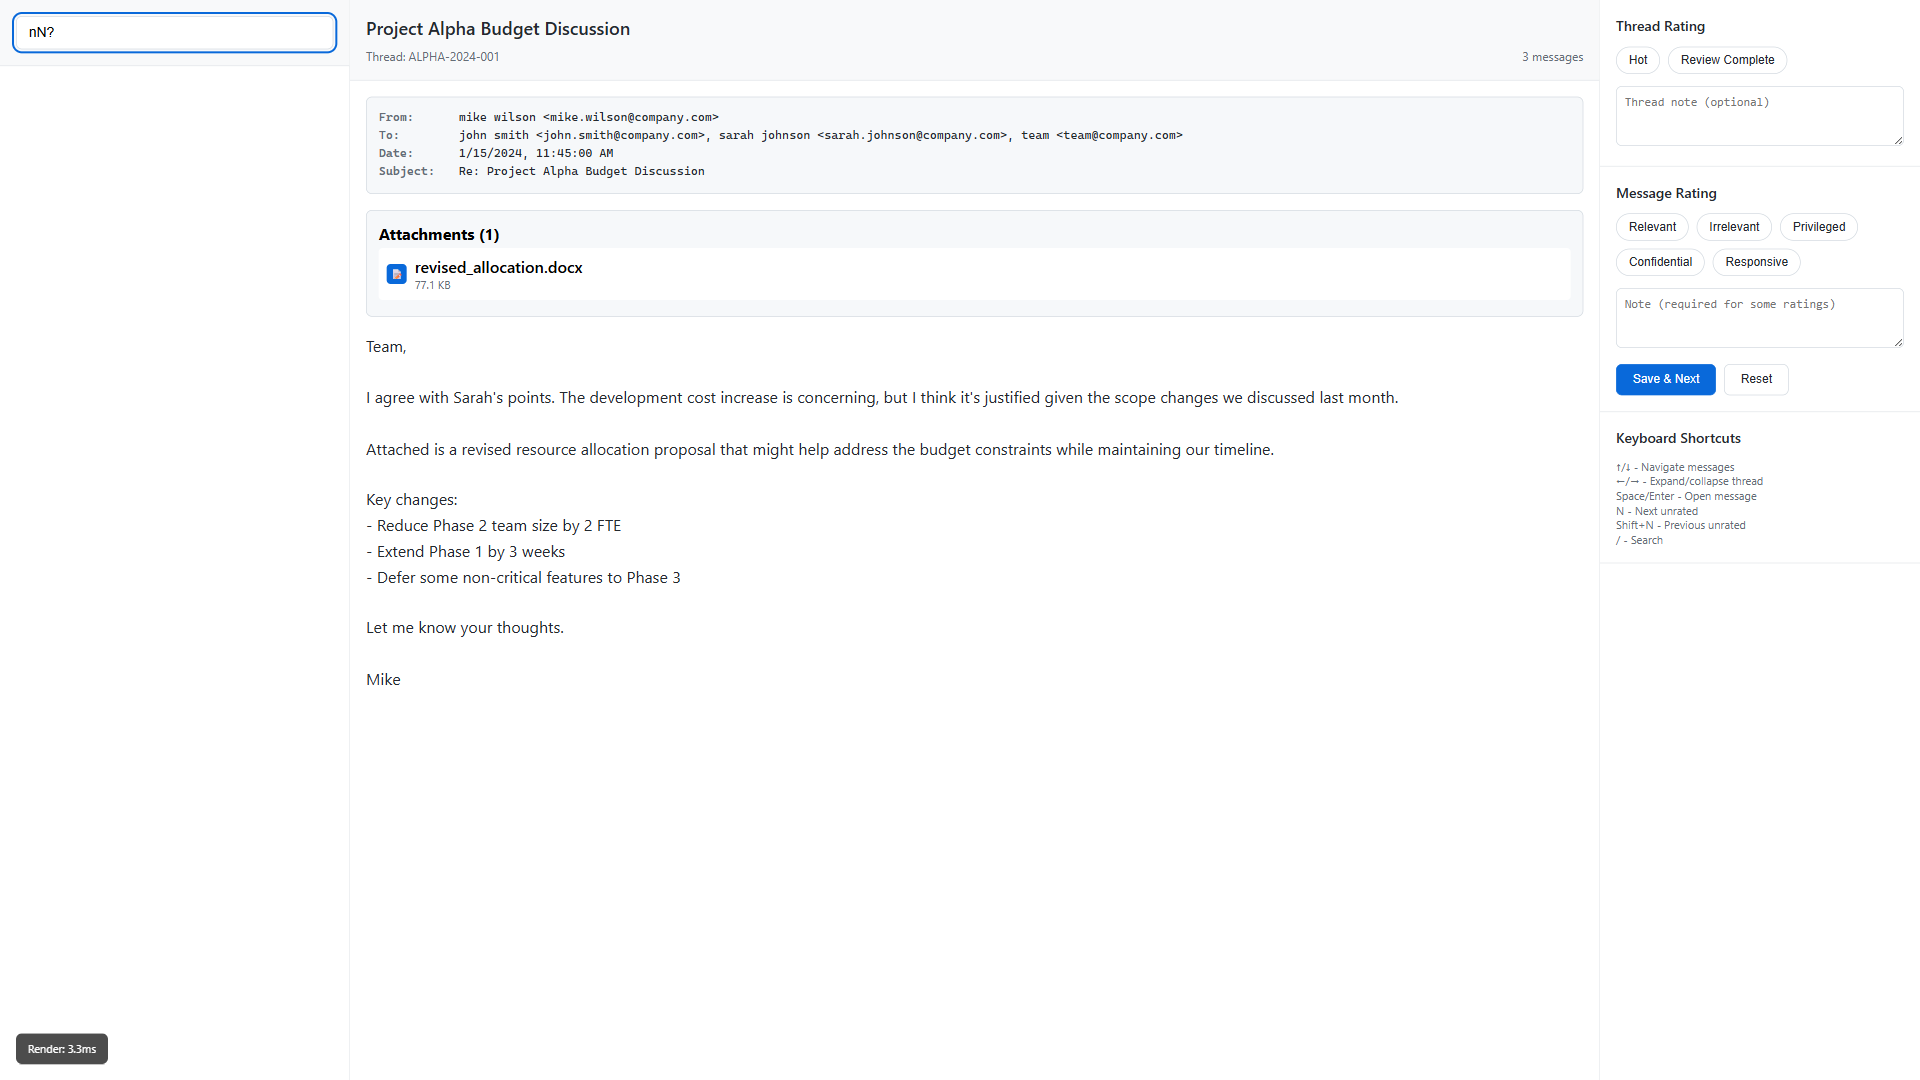 nN?
Project Alpha Budget Discussion
Thread: ALPHA-2024-001
3 messages
From: mike wilson <mike.wilson@company.com>
To: john smith <john.smith@company.com>, sarah johnson <sarah.johnson@company.com>, team <team@company.com>
Date: 1/15/2024, 11:45:00 AM
Subject: Re: Project Alpha Budget Discussion
Attachments (1)
revised_allocation.docx
77.1 KB
Team,
I agree with Sarah's points. The development cost increase is concerning, but I think it's justified given the scope changes we discussed last month.
Attached is a revised resource allocation proposal that might help address the budget constraints while maintaining our timeline.
Key changes:
- Reduce Phase 2 team size by 2 FTE
- Extend Phase 1 by 3 weeks
- Defer some non-critical features to Phase 3
Let me know your thoughts.
Mike
Thread Rating
Hot
Review Complete
Thread note (optional)
Message Rating
Relevant
Irrelevant
Privileged
Confidential
Responsive
Note (required for some ratings)
Save & Next
Reset
Keyboard Shortcuts
↑/↓ - Navigate messages
←/→ - Expand/collapse thread
Space/Enter - Open message
N - Next unrated
Shift+N - Previous unrated
/ - Search
Render: 3.3ms